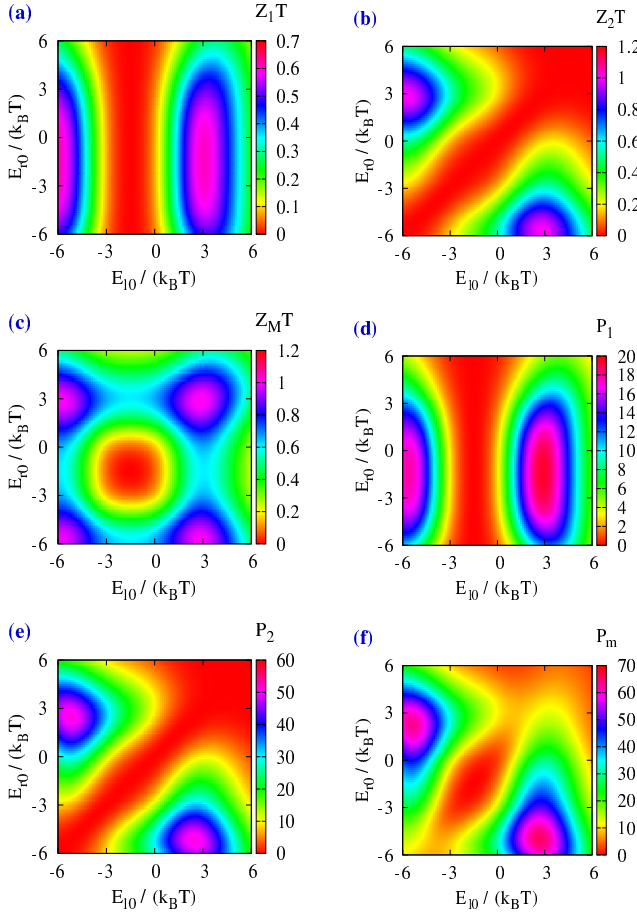 (a)
Z1T
Er0 / (kBT)
6
3
0
-3
-6
-6 -3 0 3 6
El0 / (kBT)
0.7
0.6
0.5
0.4
0.3
0.2
0.1
0
(b)
Z2T
Er0 / (kBT)
6
3
0
-3
-6
-6 -3 0 3 6
El0 / (kBT)
1.2
1
0.8
0.6
0.4
0.2
0
(c)
ZMT
Er0 / (kBT)
6
3
0
-3
-6
-6 -3 0 3 6
El0 / (kBT)
1.2
1
0.8
0.6
0.4
0.2
0
(d)
P1
Er0 / (kBT)
6
3
0
-3
-6
-6 -3 0 3 6
El0 / (kBT)
20
18
16
14
12
10
8
6
4
2
0
(e)
P2
Er0 / (kBT)
6
3
0
-3
-6
-6 -3 0 3 6
El0 / (kBT)
60
50
40
30
20
10
0
(f)
Pm
Er0 / (kBT)
6
3
0
-3
-6
-6 -3 0 3 6
El0 / (kBT)
70
60
50
40
30
20
10
0